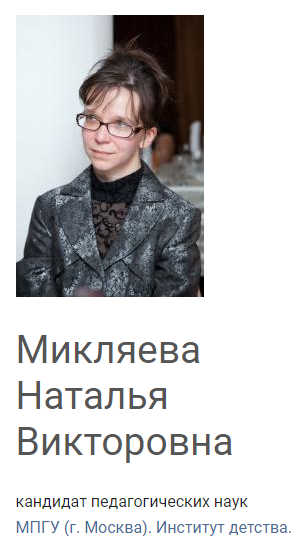 Микляева
Наталья
Викторовна
кандидат педагогических наук
МПГУ (г. Москва). Институт детства.